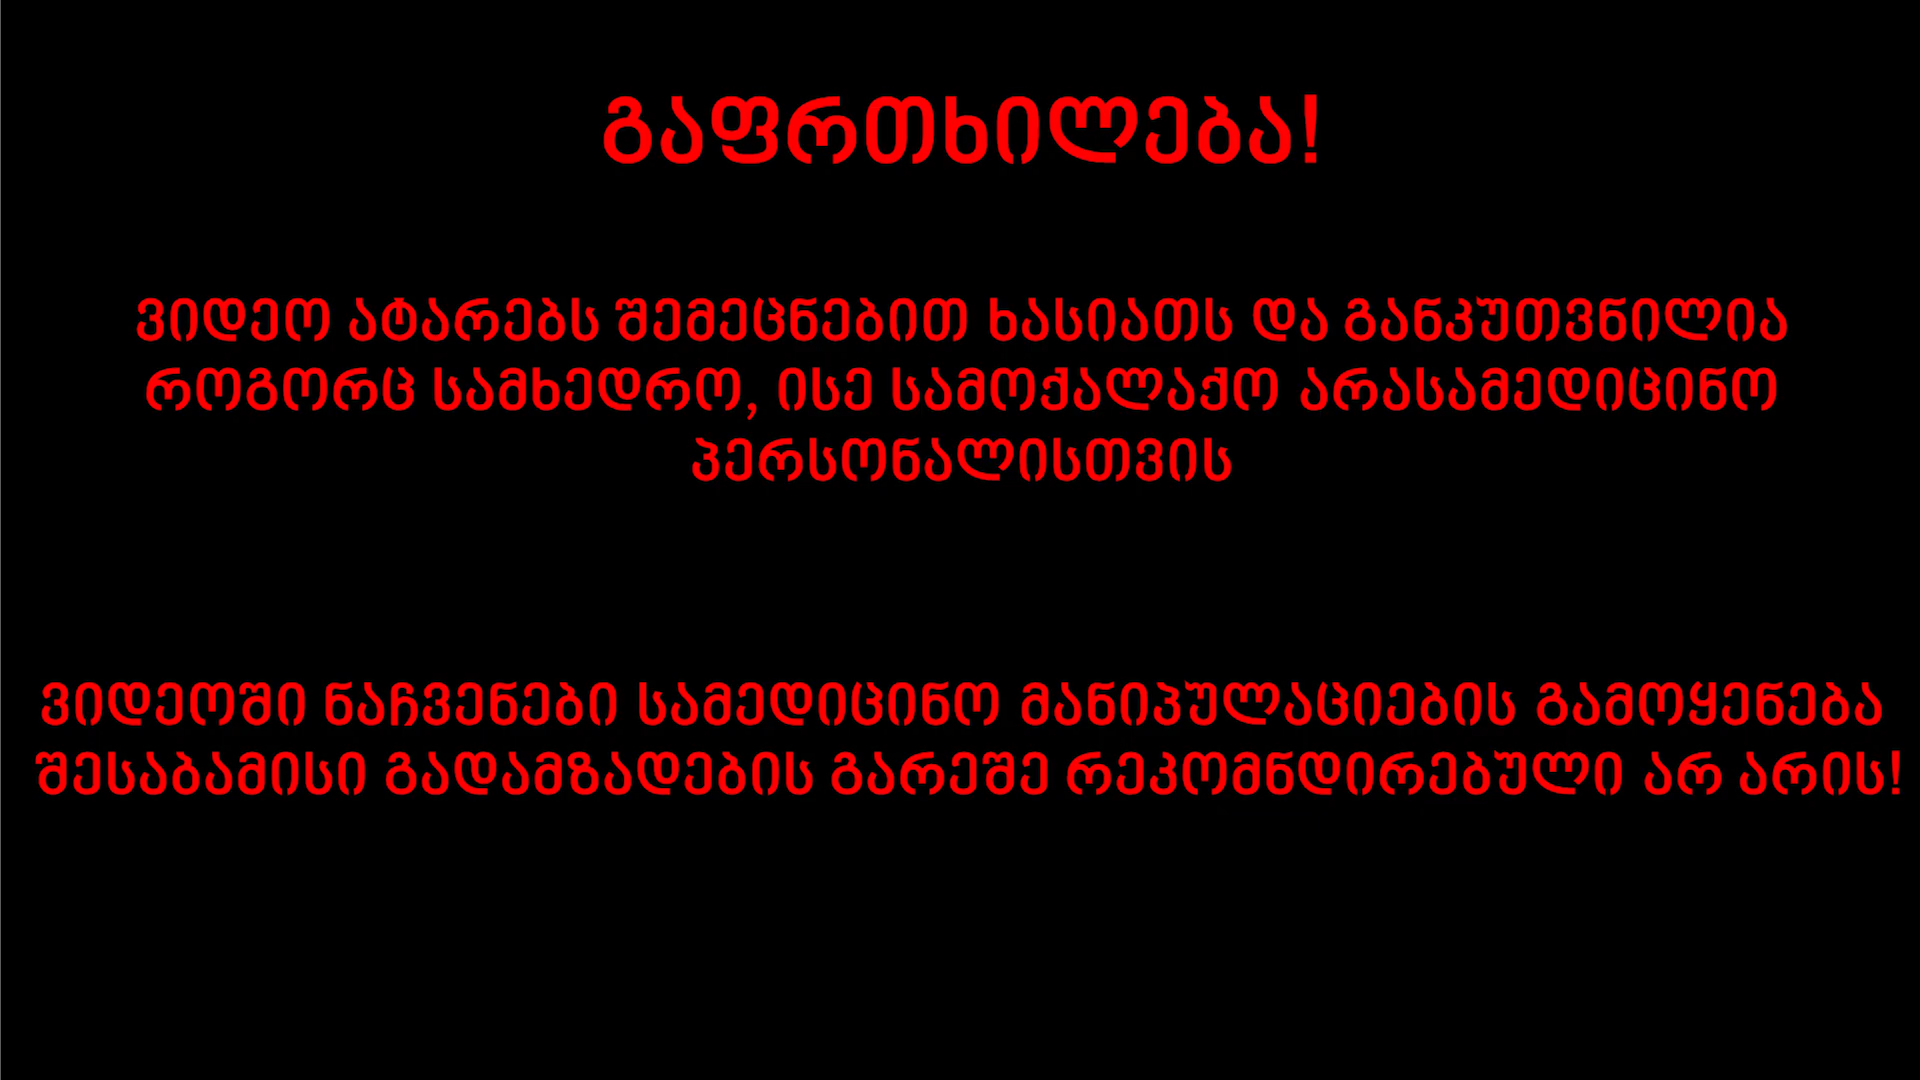 გაფრთხილება!
ვიდეო ატარებს შემეცნებით ხასიათს და განკუთვნილია
როგორც სამხედრო, ისე სამოქალაქო არასამედიცინო
პერსონალისთვის
ვიდეოში ნაჩვენები სამედიცინო მანიპულაციების გამოყენება
შესაბამისი გადამზადების გარეშე რეკომნდირებული არ არის!